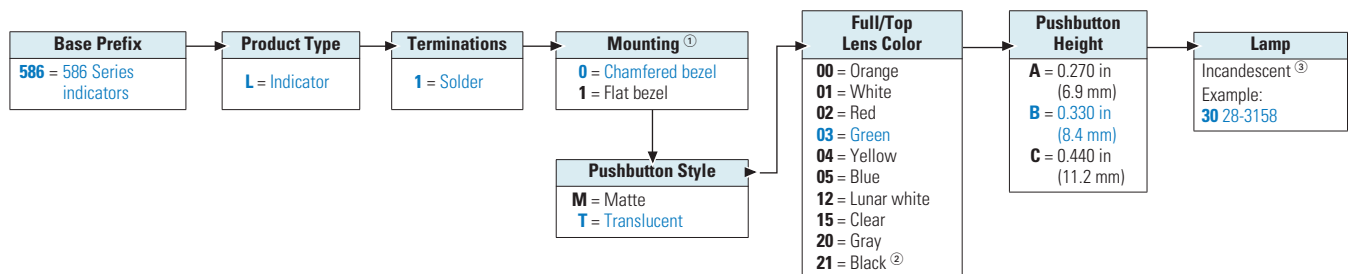 Base Prefix
586 = 586 Series
indicators
Product Type
L = Indicator
Terminations
1 = Solder
Mounting ①
0 = Chamfered bezel
1 = Flat bezel
Pushbutton Style
M = Matte
T = Translucent
Full/Top
Lens Color
00 = Orange
01 = White
02 = Red
03 = Green
04 = Yellow
05 = Blue
12 = Lunar white
15 = Clear
20 = Gray
21 = Black ②
Pushbutton
Height
A = 0.270 in
(6.9 mm)
B = 0.330 in
(8.4 mm)
C = 0.440 in
(11.2 mm)
Lamp
Incandescent ③
Example:
30 28-3158